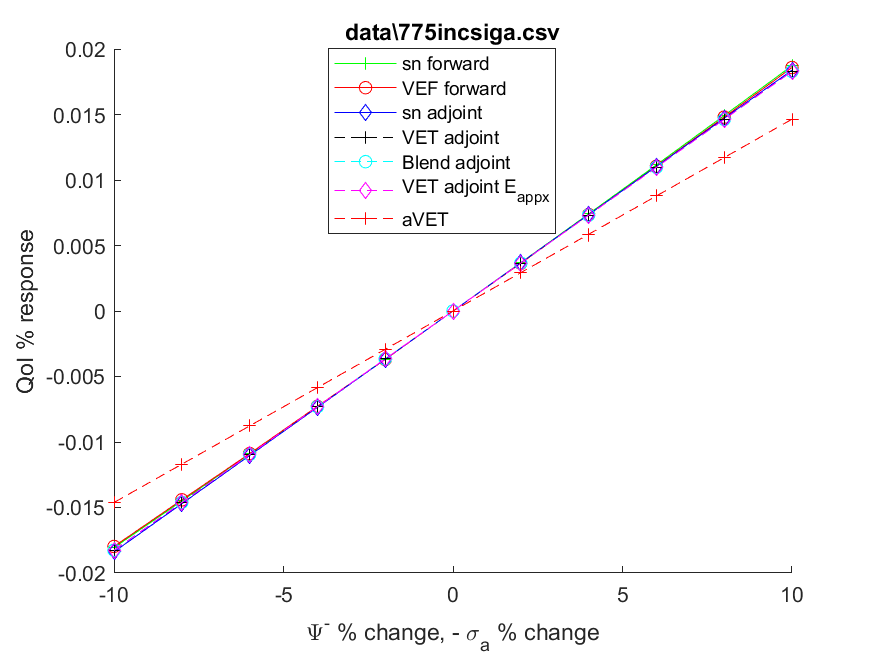 data\775incsiga.csv
sn forward
VEF forward
sn adjoint
VET adjoint
Blend adjoint
VET adjoint E_appx
aVET
0.02
0.015
0.01
0.005
0
-0.005
-0.01
-0.015
-0.02
QoI % response
-10 -5 0 5 10
Ψ⁻ % change, - σ_a % change